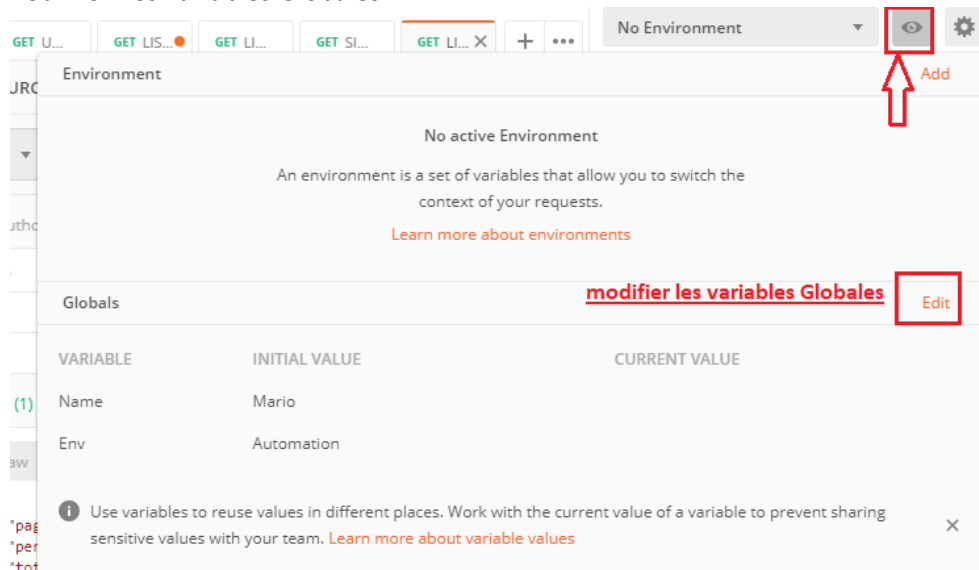 GET U... GET LIS... GET LI... GET SI... GET LI... No Environment
Environment Add
No active Environment
An environment is a set of variables that allow you to switch the
context of your requests.
Learn more about environments
modifier les variables Globales
Globals Edit
VARIABLE INITIAL VALUE CURRENT VALUE
(1) Name Mario
Env Automation
Use variables to reuse values in different places. Work with the current value of a variable to prevent sharing
sensitive values with your team. Learn more about variable values